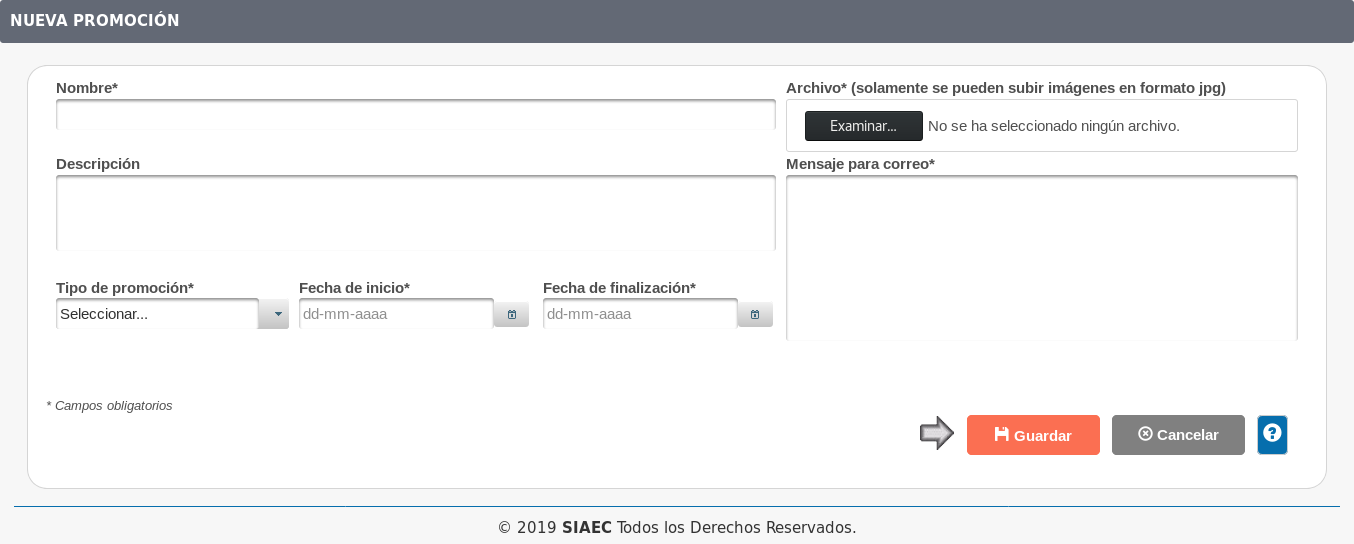 NUEVA PROMOCIÓN
Nombre*
Archivo* (solamente se pueden subir imágenes en formato jpg)
Examinar... No se ha seleccionado ningún archivo.
Descripción
Mensaje para correo*
Tipo de promoción* Fecha de inicio* Fecha de finalización*
Seleccionar... dd-mm-aaaa dd-mm-aaaa
* Campos obligatorios
Guardar Cancelar ?
© 2019 SIAEC Todos los Derechos Reservados.